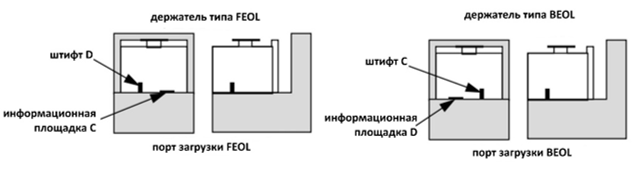 держатель типа FEOL
штифт D
информационная
площадка C
порт загрузки FEOL
держатель типа BEOL
штифт C
информационная
площадка D
порт загрузки BEOL